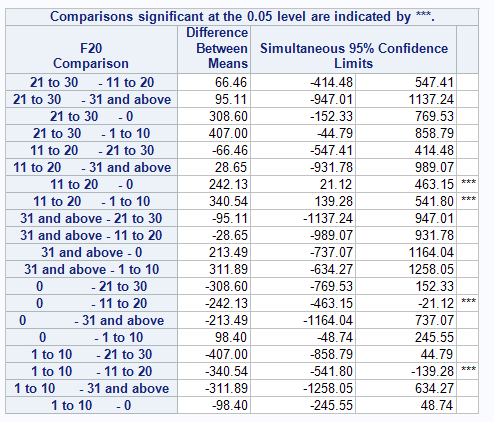 Comparisons significant at the 0.05 level are indicated by ***.
F20 Comparison Difference Between Means Simultaneous 95% Confidence Limits
21 to 30 - 11 to 20 66.46 -414.48 547.41
21 to 30 - 31 and above 95.11 -947.01 1137.24
21 to 30 - 0 308.60 -152.33 769.53
21 to 30 - 1 to 10 407.00 -44.79 858.79
11 to 20 - 21 to 30 -66.46 -547.41 414.48
11 to 20 - 31 and above 28.65 -931.78 989.07
11 to 20 - 0 242.13 21.12 463.15 ***
11 to 20 - 1 to 10 340.54 139.28 541.80 ***
31 and above - 21 to 30 -95.11 -1137.24 947.01
31 and above - 11 to 20 -28.65 -989.07 931.78
31 and above - 0 213.49 -737.07 1164.04
31 and above - 1 to 10 311.89 -634.27 1258.05
0 - 21 to 30 -308.60 -769.53 152.33
0 - 11 to 20 -242.13 -463.15 -21.12 ***
0 - 31 and above -213.49 -1164.04 737.07
0 - 1 to 10 98.40 -48.74 245.55
1 to 10 - 21 to 30 -407.00 -858.79 44.79
1 to 10 - 11 to 20 -340.54 -541.80 -139.28 ***
1 to 10 - 31 and above -311.89 -1258.05 634.27
1 to 10 - 0 -98.40 -245.55 48.74